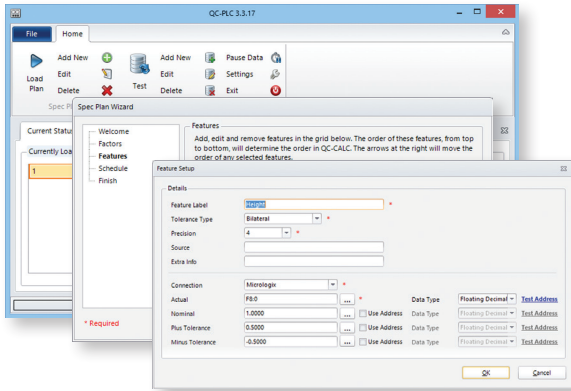 QC-PLC 3.3.17
File Home
Load Plan
Add New
Edit
Delete
Test
Add New
Edit
Delete
Pause Data
Settings
Exit
Spec Pl
Current Statu
Currently Loa
1
Spec Plan Wizard
Welcome
Factors
Features
Schedule
Finish
* Required
Features
Add, edit and remove features in the grid below. The order of these features, from top
to bottom, will determine the order in QC-CALC. The arrows at the right will move the
order of any selected features.
Feature Setup
Details
Feature Label Height *
Tolerance Type Bilateral *
Precision 4 *
Source
Extra Info
Connection Micrologix *
Actual F8:0 ... * Data Type Floating Decimal Test Address
Nominal 1.0000 ... Use Address Data Type Floating Decimal Test Address
Plus Tolerance 0.5000 ... Use Address Data Type Floating Decimal Test Address
Minus Tolerance -0.5000 ... Use Address Data Type Floating Decimal Test Address
OK Cancel